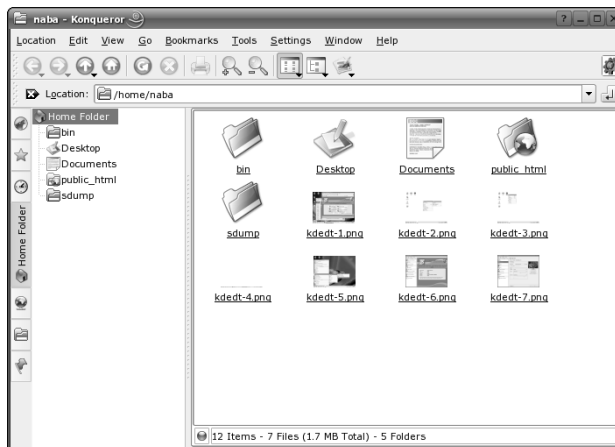 naba - Konqueror
Location Edit View Go Bookmarks Tools Settings Window Help
Location: /home/naba
Home Folder
bin
Desktop
Documents
public_html
sdump
Home Folder
bin Desktop Documents public_html
sdump kdedt-1.png kdedt-2.png kdedt-3.png
kdedt-4.png kdedt-5.png kdedt-6.png kdedt-7.png
12 Items - 7 Files (1.7 MB Total) - 5 Folders